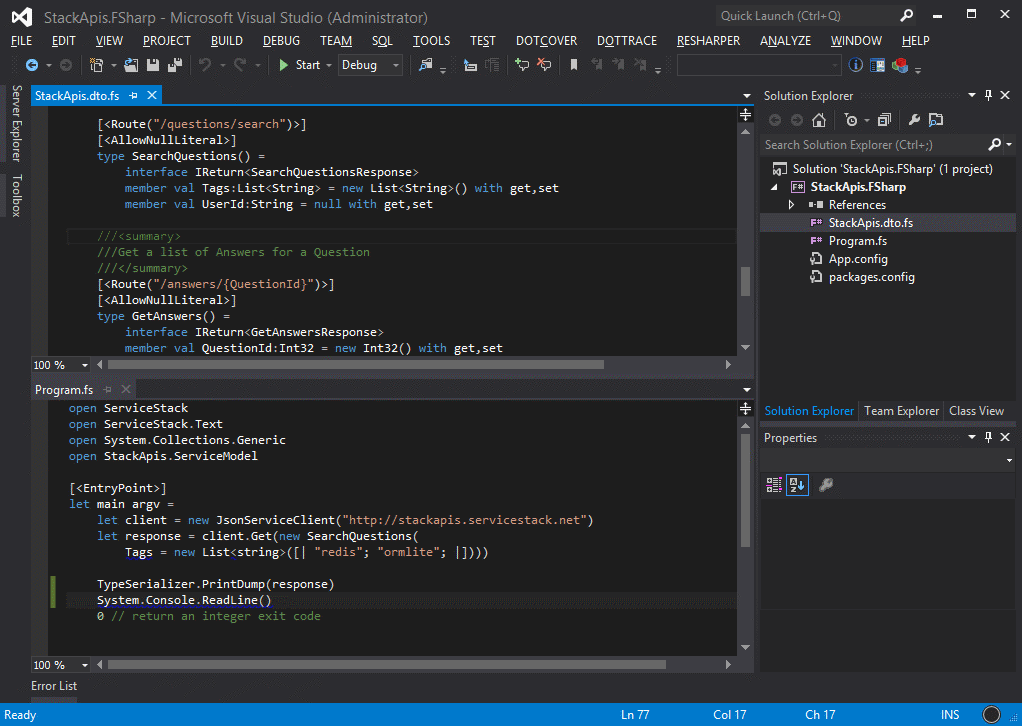 StackApis.FSharp - Microsoft Visual Studio (Administrator)
Quick Launch (Ctrl+Q)
FILE EDIT VIEW PROJECT BUILD DEBUG TEAM SQL TOOLS TEST DOTCOVER DOTTRACE RESHARPER ANALYZE WINDOW HELP
Start Debug
Server Explorer
Toolbox
StackApis.dto.fs
[<Route("/questions/search")>]
[<AllowNullLiteral>]
type SearchQuestions() =
interface IReturn<SearchQuestionsResponse>
member val Tags:List<String> = new List<String>() with get,set
member val UserId:String = null with get,set
///<summary>
///Get a list of Answers for a Question
///</summary>
[<Route("/answers/{QuestionId}")>]
[<AllowNullLiteral>]
type GetAnswers() =
interface IReturn<GetAnswersResponse>
member val QuestionId:Int32 = new Int32() with get,set
100 %
Program.fs
open ServiceStack
open ServiceStack.Text
open System.Collections.Generic
open StackApis.ServiceModel
[<EntryPoint>]
let main argv =
let client = new JsonServiceClient("http://stackapis.servicestack.net")
let response = client.Get(new SearchQuestions(
Tags = new List<string>([| "redis"; "ormlite"; |])))
TypeSerializer.PrintDump(response)
System.Console.ReadLine()
0 // return an integer exit code
100 %
Error List
Solution Explorer
Search Solution Explorer (Ctrl+;)
Solution 'StackApis.FSharp' (1 project)
F# StackApis.FSharp
References
F# StackApis.dto.fs
F# Program.fs
App.config
packages.config
Solution Explorer Team Explorer Class View
Properties
Ready Ln 77 Col 17 Ch 17 INS